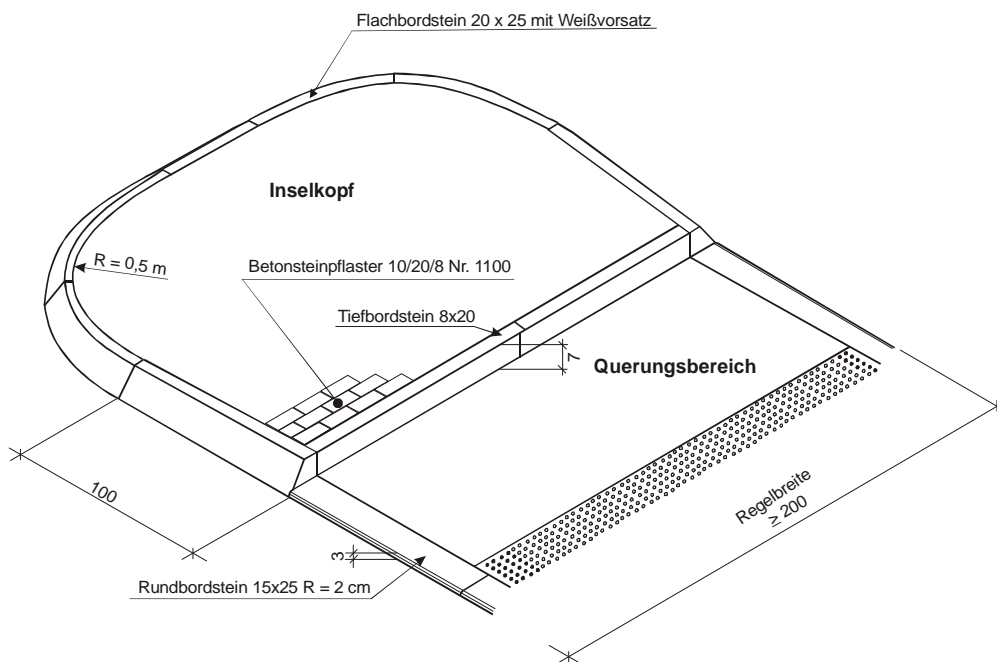 Flachbordstein 20 x 25 mit Weißvorsatz
Inselkopf
R = 0,5 m
Betonsteinpflaster 10/20/8 Nr. 1100
Tiefbordstein 8x20
7
Querungsbereich
100
Regelbreite
≥ 200
3
Rundbordstein 15x25 R = 2 cm